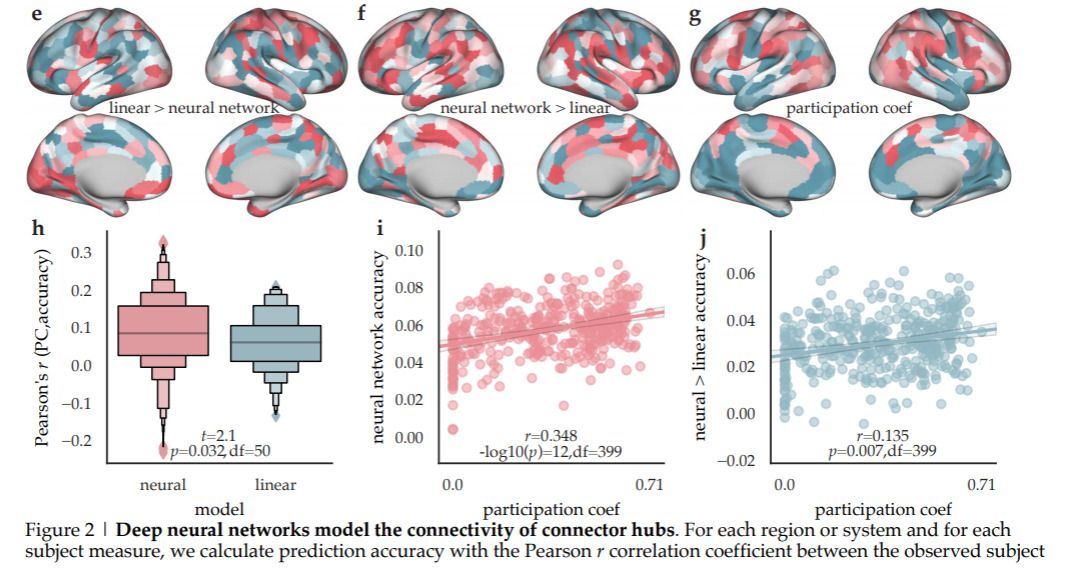 e
f
g
linear > neural network
neural network > linear
participation coef
h
Pearson's r (PC,accuracy)
0.3
0.2
0.1
0.0
−0.1
−0.2
t=2.1
p=0.032,df=50
neural
linear
model
i
neural network accuracy
0.10
0.08
0.06
0.04
0.02
0.00
r=0.348
-log10(p)=12,df=399
0.0
0.71
participation coef
j
neural > linear accuracy
0.06
0.04
0.02
0.00
−0.02
r=0.135
p=0.007,df=399
0.0
0.71
participation coef
Figure 2 | Deep neural networks model the connectivity of connector hubs. For each region or system and for each
subject measure, we calculate prediction accuracy with the Pearson r correlation coefficient between the observed subject